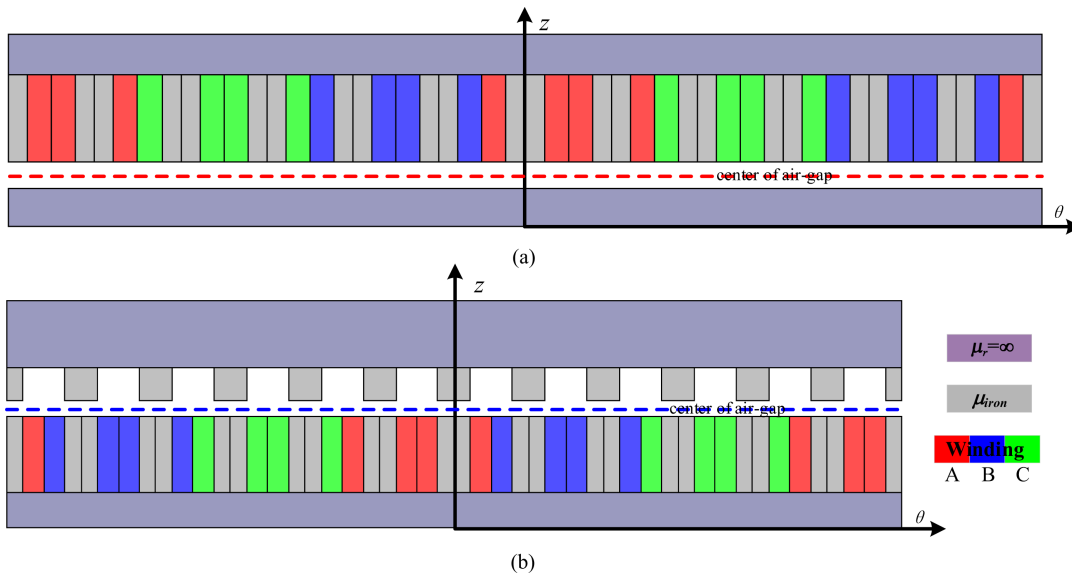 z
center of air-gap
θ
(a)
z
center of air-gap
θ
μr=∞
μiron
Winding
A B C
(b)